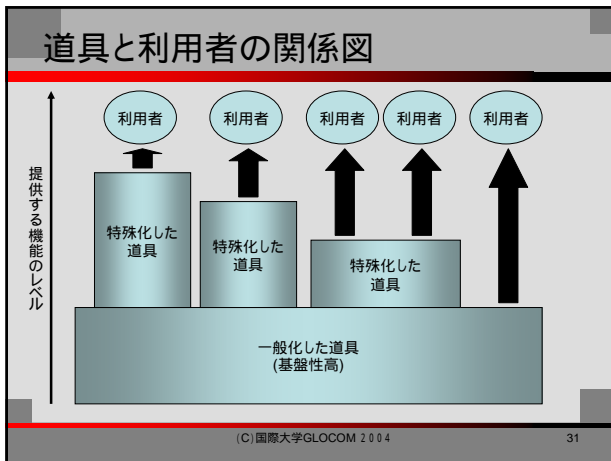 道具と利用者の関係図
利用者
利用者
利用者
利用者
利用者
提供する機能のレベル
特殊化した
道具
特殊化した
道具
特殊化した
道具
一般化した道具
(基盤性高)
(C)国際大学GLOCOM ２００４
31